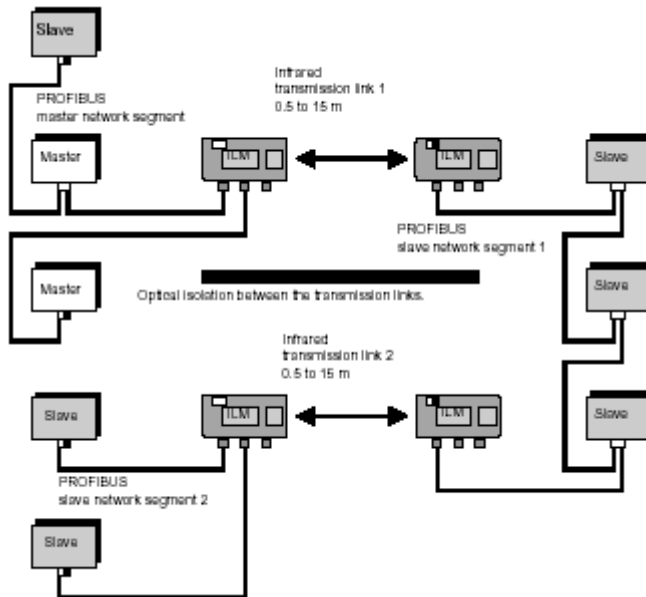 Slave
Infrared
transmission link 1
0.5 to 15 m
PROFIBUS
master network segment
Master
ILM
ILM
Slave
PROFIBUS
slave network segment 1
Master
Slave
Optical isolation between the transmission links.
Infrared
transmission link 2
0.5 to 15 m
Slave
ILM
ILM
Slave
PROFIBUS
slave network segment 2
Slave